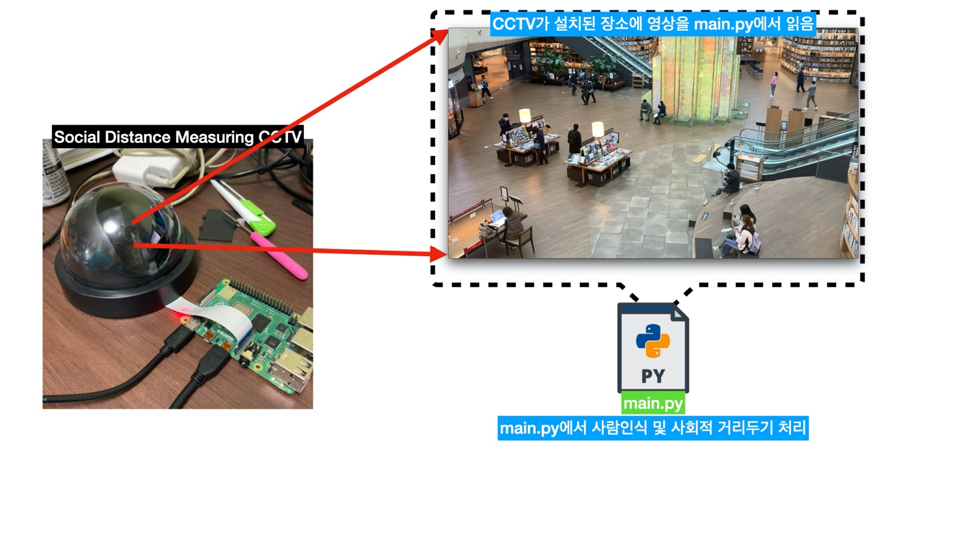 CCTV가 설치된 장소에 영상을 main.py에서 읽음
Social Distance Measuring CCTV
PY
main.py
main.py에서 사람인식 및 사회적 거리두기 처리